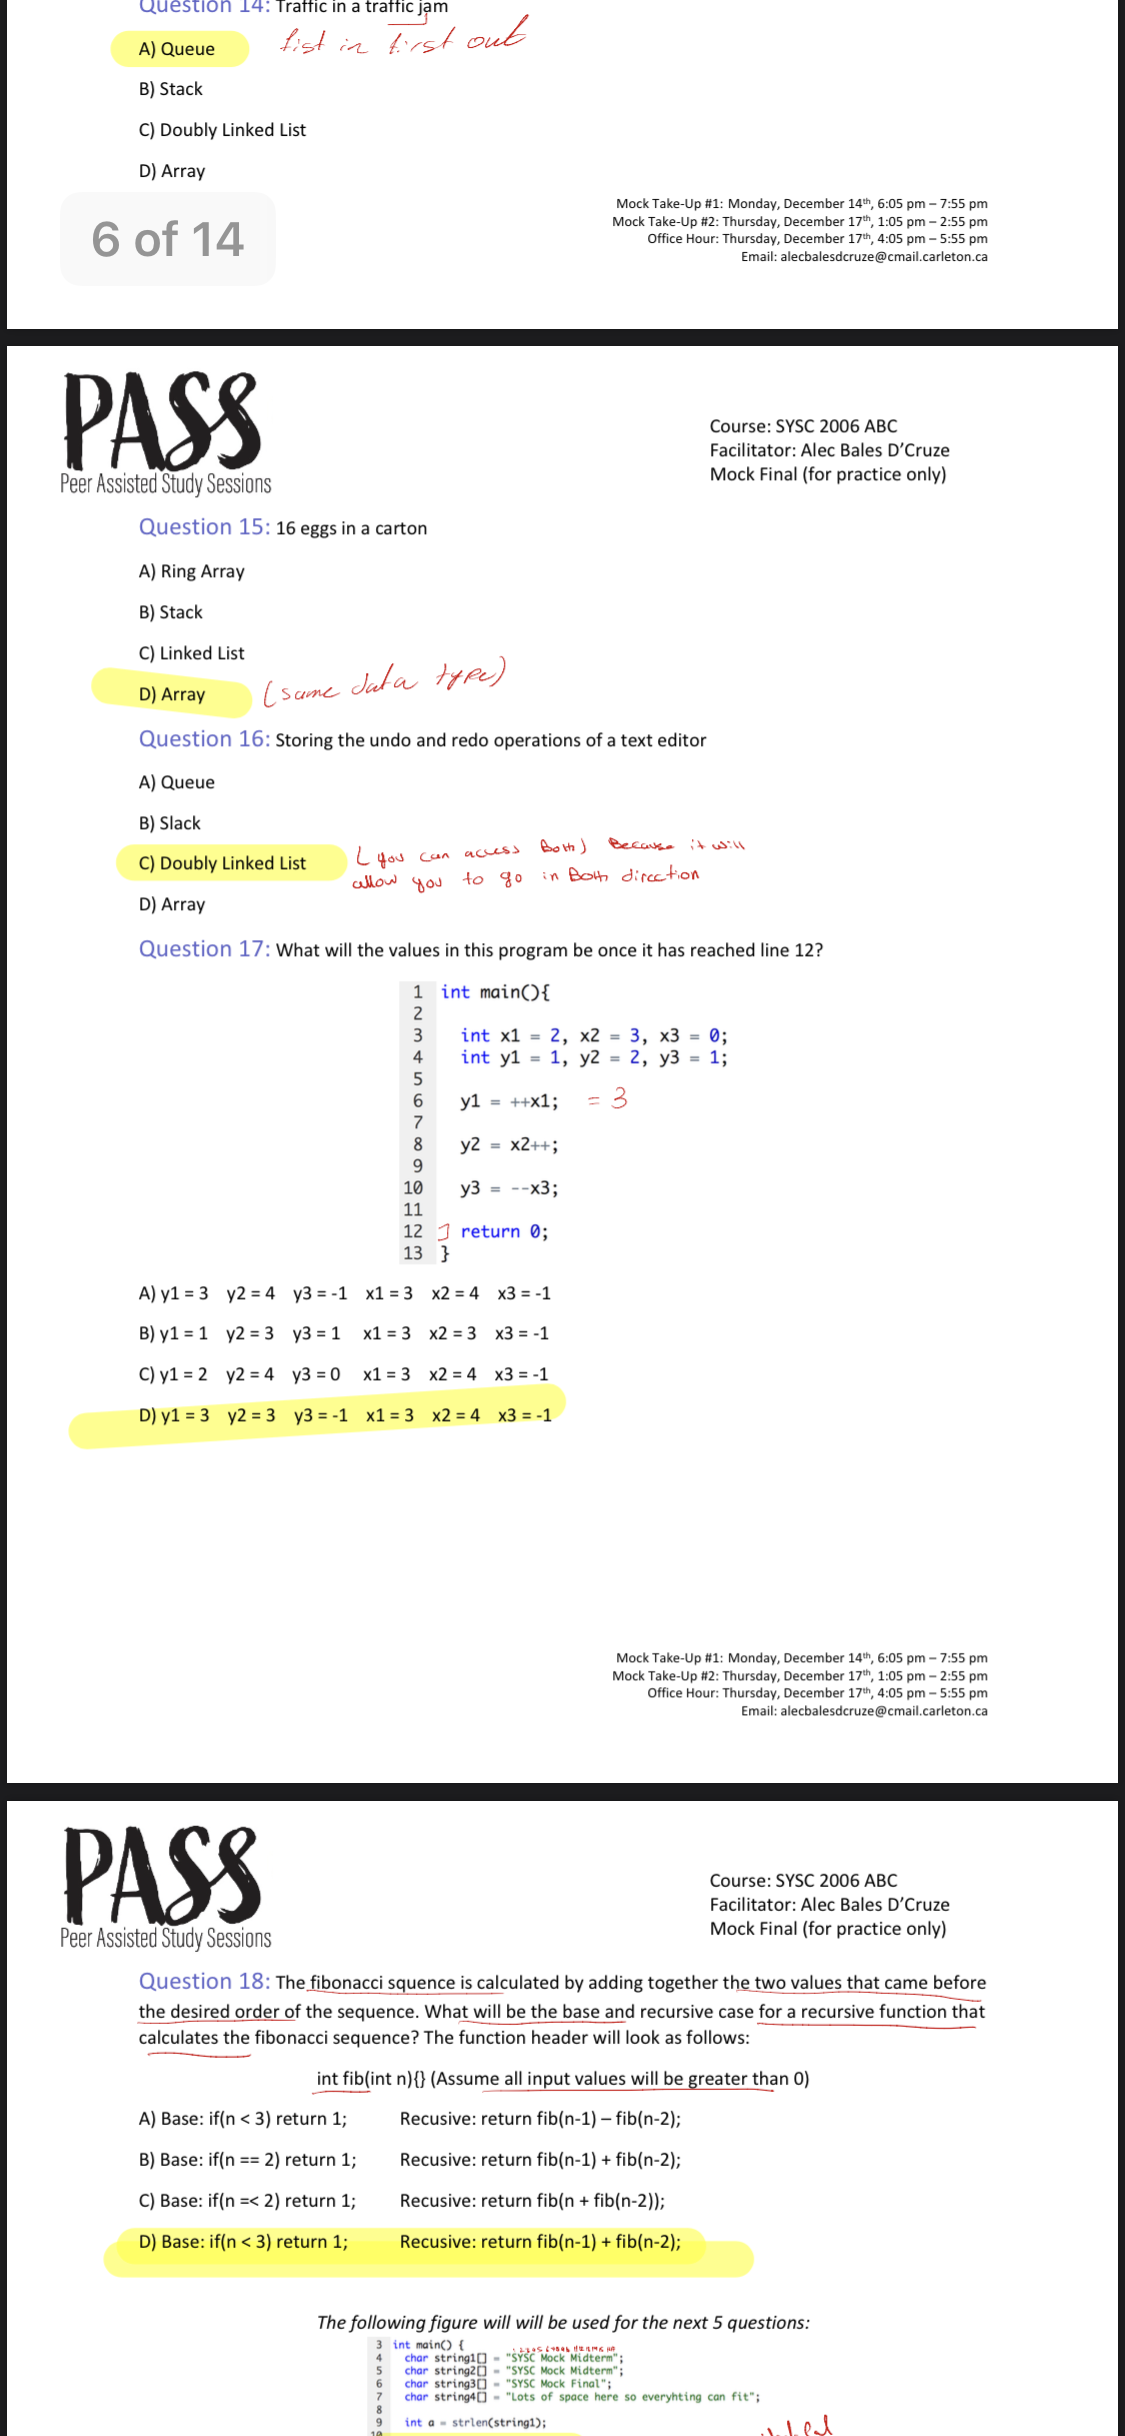 Question 14: Traffic in a traffic jam
A) Queue fist in first out
B) Stack
C) Doubly Linked List
D) Array
6 of 14
Mock Take-Up #1: Monday, December 14th, 6:05 pm – 7:55 pm
Mock Take-Up #2: Thursday, December 17th, 1:05 pm – 2:55 pm
Office Hour: Thursday, December 17th, 4:05 pm – 5:55 pm
Email: alecbalesdcruze@cmail.carleton.ca
PASS
Peer Assisted Study Sessions
Course: SYSC 2006 ABC
Facilitator: Alec Bales D'Cruze
Mock Final (for practice only)
Question 15: 16 eggs in a carton
A) Ring Array
B) Stack
C) Linked List
D) Array (same data type)
Question 16: Storing the undo and redo operations of a text editor
A) Queue
B) Slack
C) Doubly Linked List (you can access Both) Because it will
allow you to go in Both direction
D) Array
Question 17: What will the values in this program be once it has reached line 12?
1 int main(){
2
3 int x1 = 2, x2 = 3, x3 = 0;
4 int y1 = 1, y2 = 2, y3 = 1;
5
6 y1 = ++x1; = 3
7
8 y2 = x2++;
9
10 y3 = --x3;
11
12 return 0;
13 }
A) y1 = 3 y2 = 4 y3 = -1 x1 = 3 x2 = 4 x3 = -1
B) y1 = 1 y2 = 3 y3 = 1 x1 = 3 x2 = 3 x3 = -1
C) y1 = 2 y2 = 4 y3 = 0 x1 = 3 x2 = 4 x3 = -1
D) y1 = 3 y2 = 3 y3 = -1 x1 = 3 x2 = 4 x3 = -1
Mock Take-Up #1: Monday, December 14th, 6:05 pm – 7:55 pm
Mock Take-Up #2: Thursday, December 17th, 1:05 pm – 2:55 pm
Office Hour: Thursday, December 17th, 4:05 pm – 5:55 pm
Email: alecbalesdcruze@cmail.carleton.ca
PASS
Peer Assisted Study Sessions
Course: SYSC 2006 ABC
Facilitator: Alec Bales D'Cruze
Mock Final (for practice only)
Question 18: The fibonacci squence is calculated by adding together the two values that came before
the desired order of the sequence. What will be the base and recursive case for a recursive function that
calculates the fibonacci sequence? The function header will look as follows:
int fib(int n){} (Assume all input values will be greater than 0)
A) Base: if(n < 3) return 1; Recusive: return fib(n-1) – fib(n-2);
B) Base: if(n == 2) return 1; Recusive: return fib(n-1) + fib(n-2);
C) Base: if(n =< 2) return 1; Recusive: return fib(n + fib(n-2));
D) Base: if(n < 3) return 1; Recusive: return fib(n-1) + fib(n-2);
The following figure will will be used for the next 5 questions:
3 int main() {
4 char string1[] = "SYSC Mock Midterm";
5 char string2[] = "SYSC Mock Midterm";
6 char string3[] = "SYSC Mock Final";
7 char string4[] = "Lots of space here so everyhting can fit";
8
9 int a = strlen(string1);
10